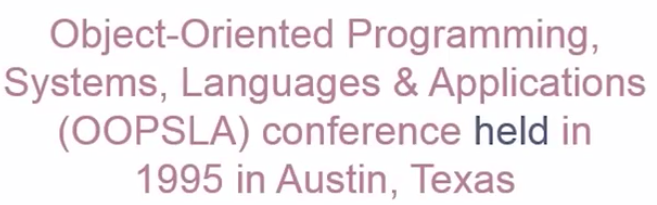 Object-Oriented Programming,
Systems, Languages & Applications
(OOPSLA) conference held in
1995 in Austin, Texas